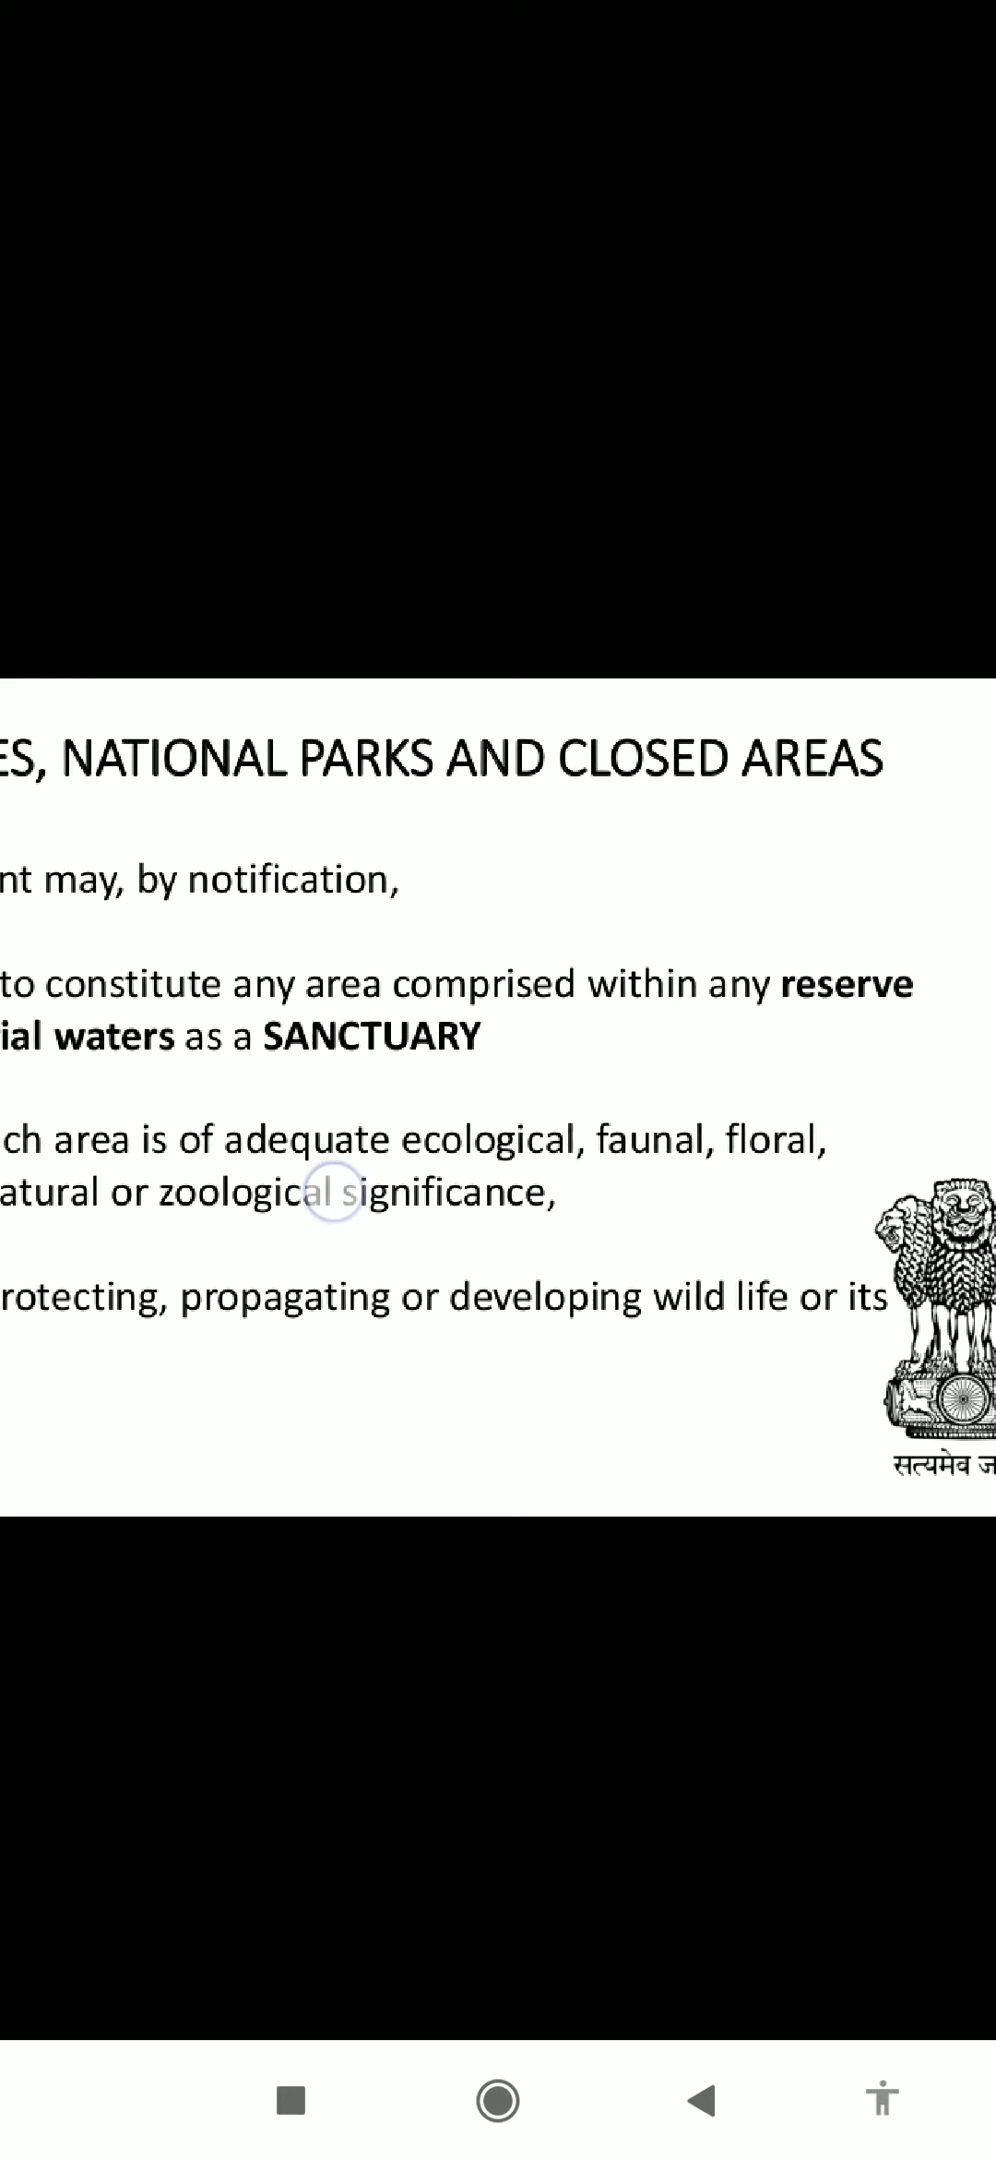 ES, NATIONAL PARKS AND CLOSED AREAS
nt may, by notification,
to constitute any area comprised within any reserve
ial waters as a SANCTUARY
ch area is of adequate ecological, faunal, floral,
atural or zoological significance,
rotecting, propagating or developing wild life or its
सत्यमेव ज